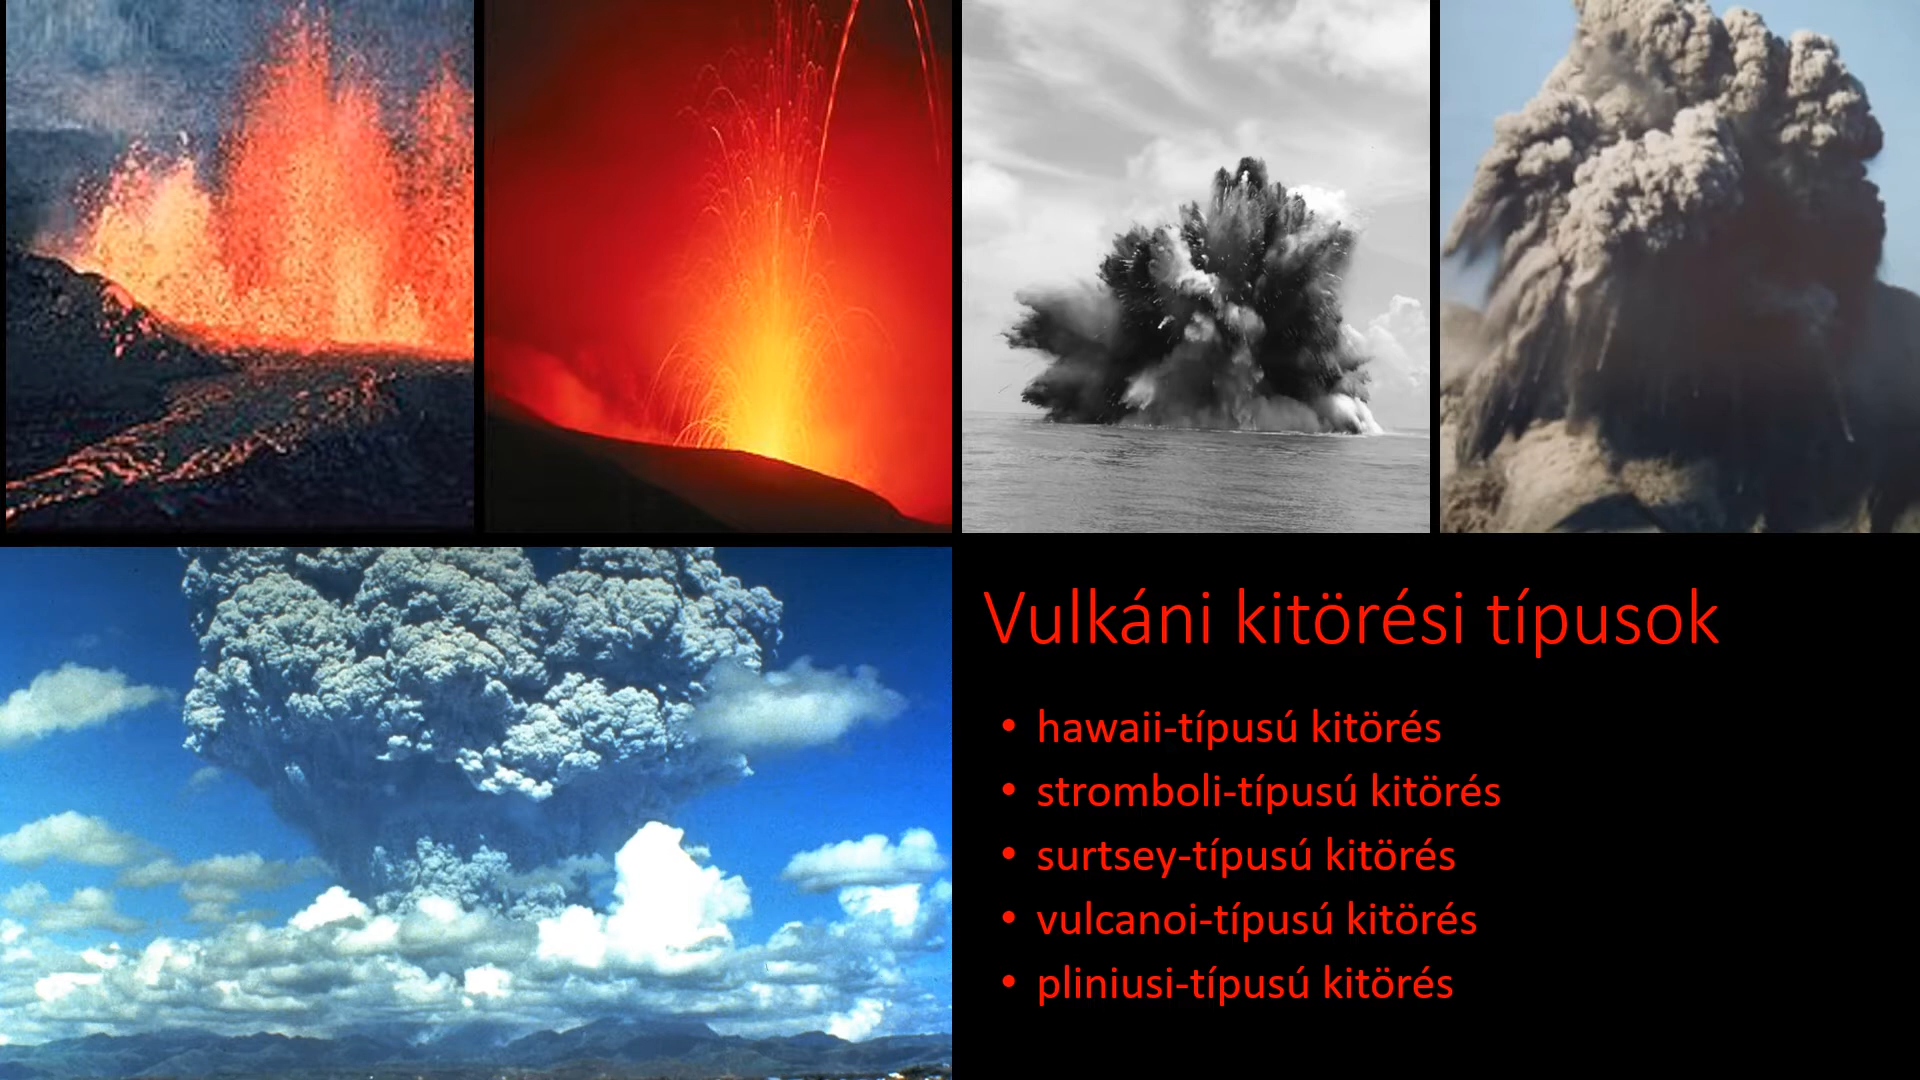 Vulkáni kitörési típusok
• hawaii-típusú kitörés
• stromboli-típusú kitörés
• surtsey-típusú kitörés
• vulcanoi-típusú kitörés
• pliniusi-típusú kitörés